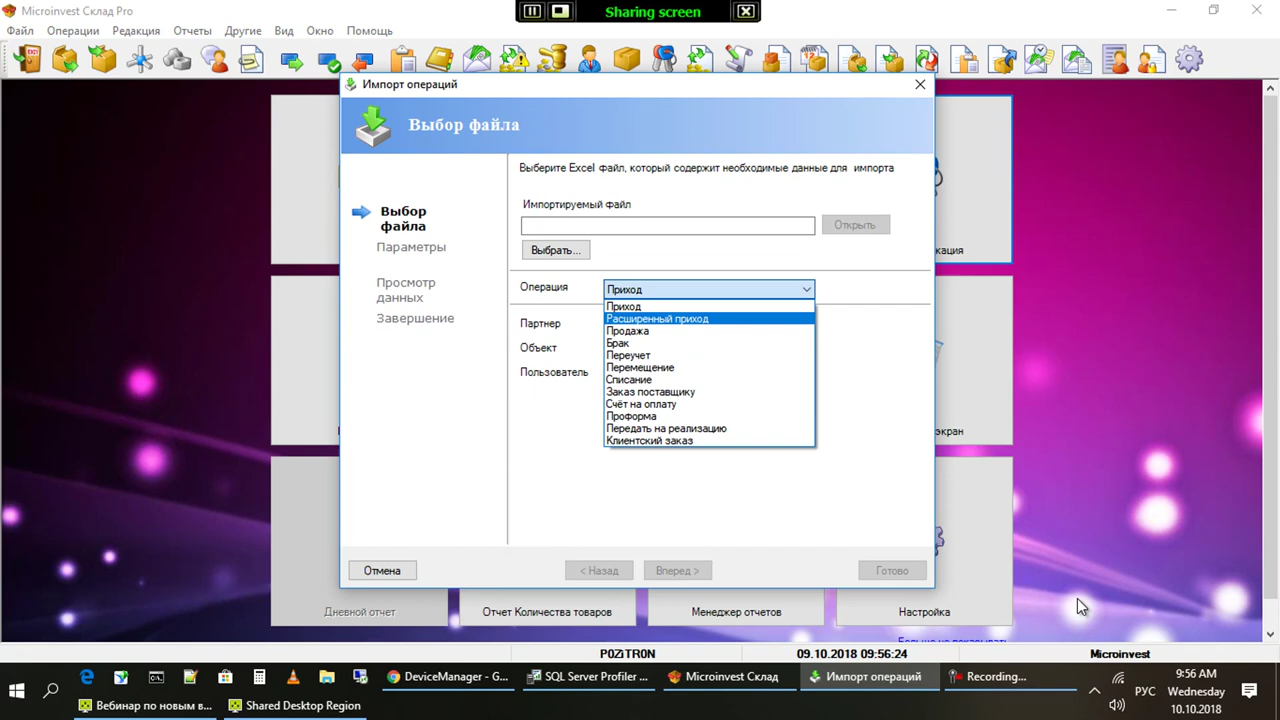 Microinvest Склад Pro
Sharing screen
Файл Операции Редакция Отчеты Другие Вид Окно Помощь
Импорт операций
Выбор файла
Выберите Excel файл, который содержит необходимые данные для импорта
Импортируемый файл
Открыть
Выбрать...
Выбор
файла
Параметры
Просмотр
данных
Завершение
Операция
Приход
Приход
Расширенный приход
Продажа
Брак
Переучет
Перемещение
Списание
Заказ поставщику
Счёт на оплату
Проформа
Передать на реализацию
Клиентский заказ
Партнер
Объект
Пользователь
кация
экран
Отмена
< Назад
Вперед >
Готово
Дневной отчет
Отчет Количества товаров
Менеджер отчетов
Настройка
P0ZiTR0N
09.10.2018 09:56:24
Microinvest
DeviceManager - G...
SQL Server Profiler ...
Microinvest Склад
Импорт операций
Recording...
РУС
9:56 AM
Wednesday
10.10.2018
Вебинар по новым в...
Shared Desktop Region